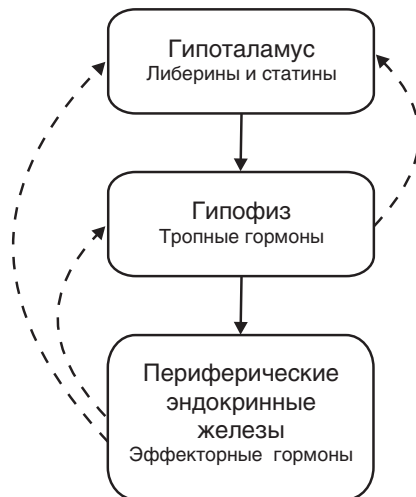 Гипоталамус
Либерины и статины
Гипофиз
Тропные гормоны
Периферические
эндокринные
железы
Эффекторные гормоны